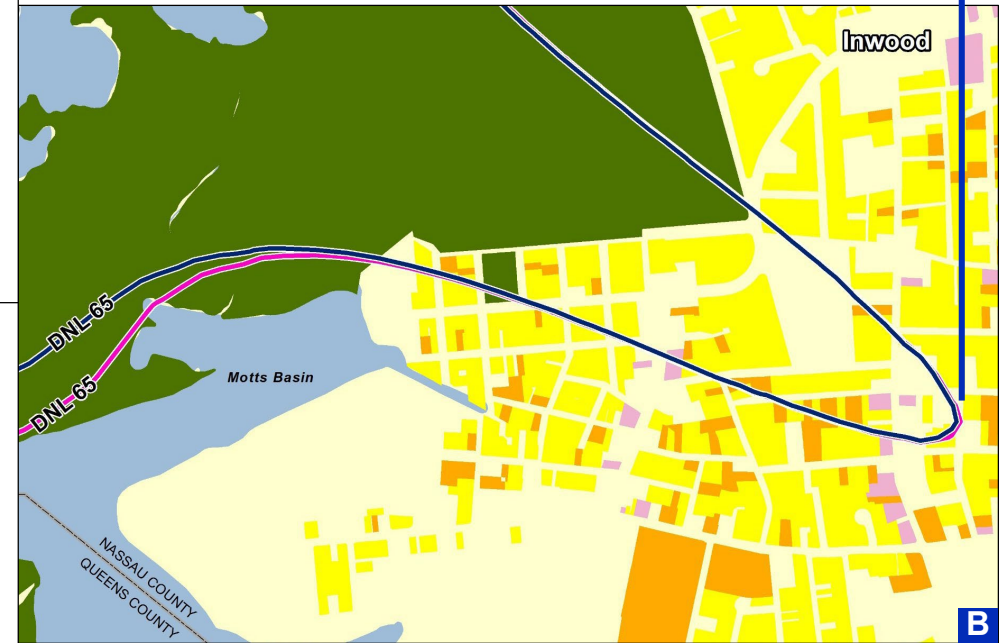 Inwood
DNL 65
DNL 65
Motts Basin
NASSAU COUNTY
QUEENS COUNTY
B